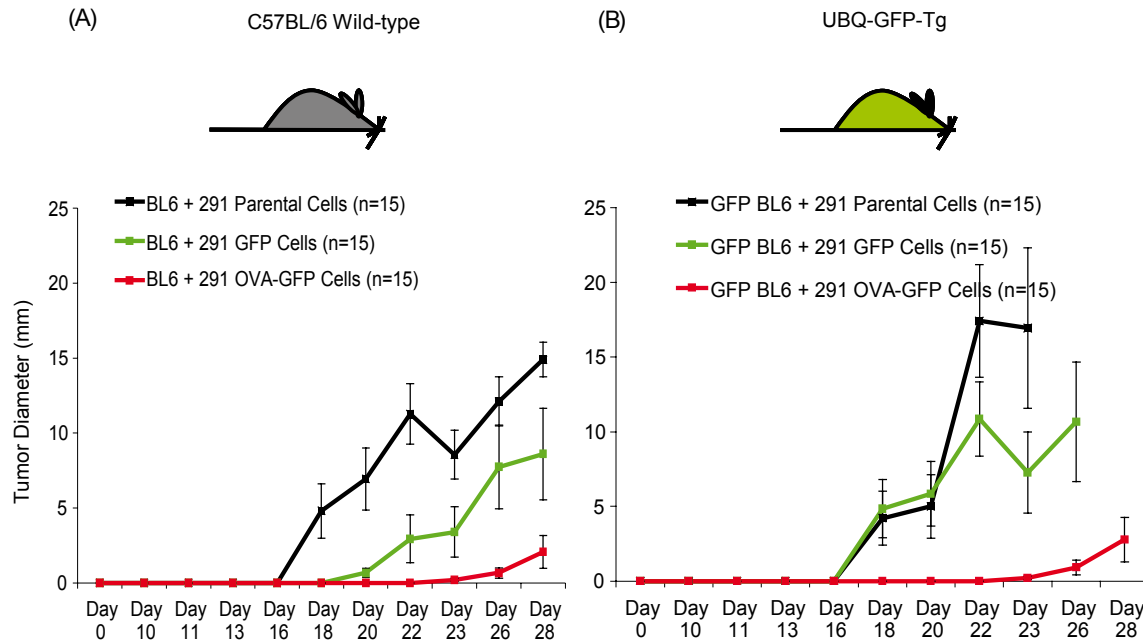 (A)
C57BL/6 Wild-type
BL6 + 291 Parental Cells (n=15)
BL6 + 291 GFP Cells (n=15)
BL6 + 291 OVA-GFP Cells (n=15)
Tumor Diameter (mm)
25
20
15
10
5
0
Day Day Day Day Day Day Day Day Day Day Day
0 10 11 13 16 18 20 22 23 26 28
(B)
UBQ-GFP-Tg
GFP BL6 + 291 Parental Cells (n=15)
GFP BL6 + 291 GFP Cells (n=15)
GFP BL6 + 291 OVA-GFP Cells (n=15)
25
20
15
10
5
0
Day Day Day Day Day Day Day Day Day Day Day
0 10 11 13 16 18 20 22 23 26 28